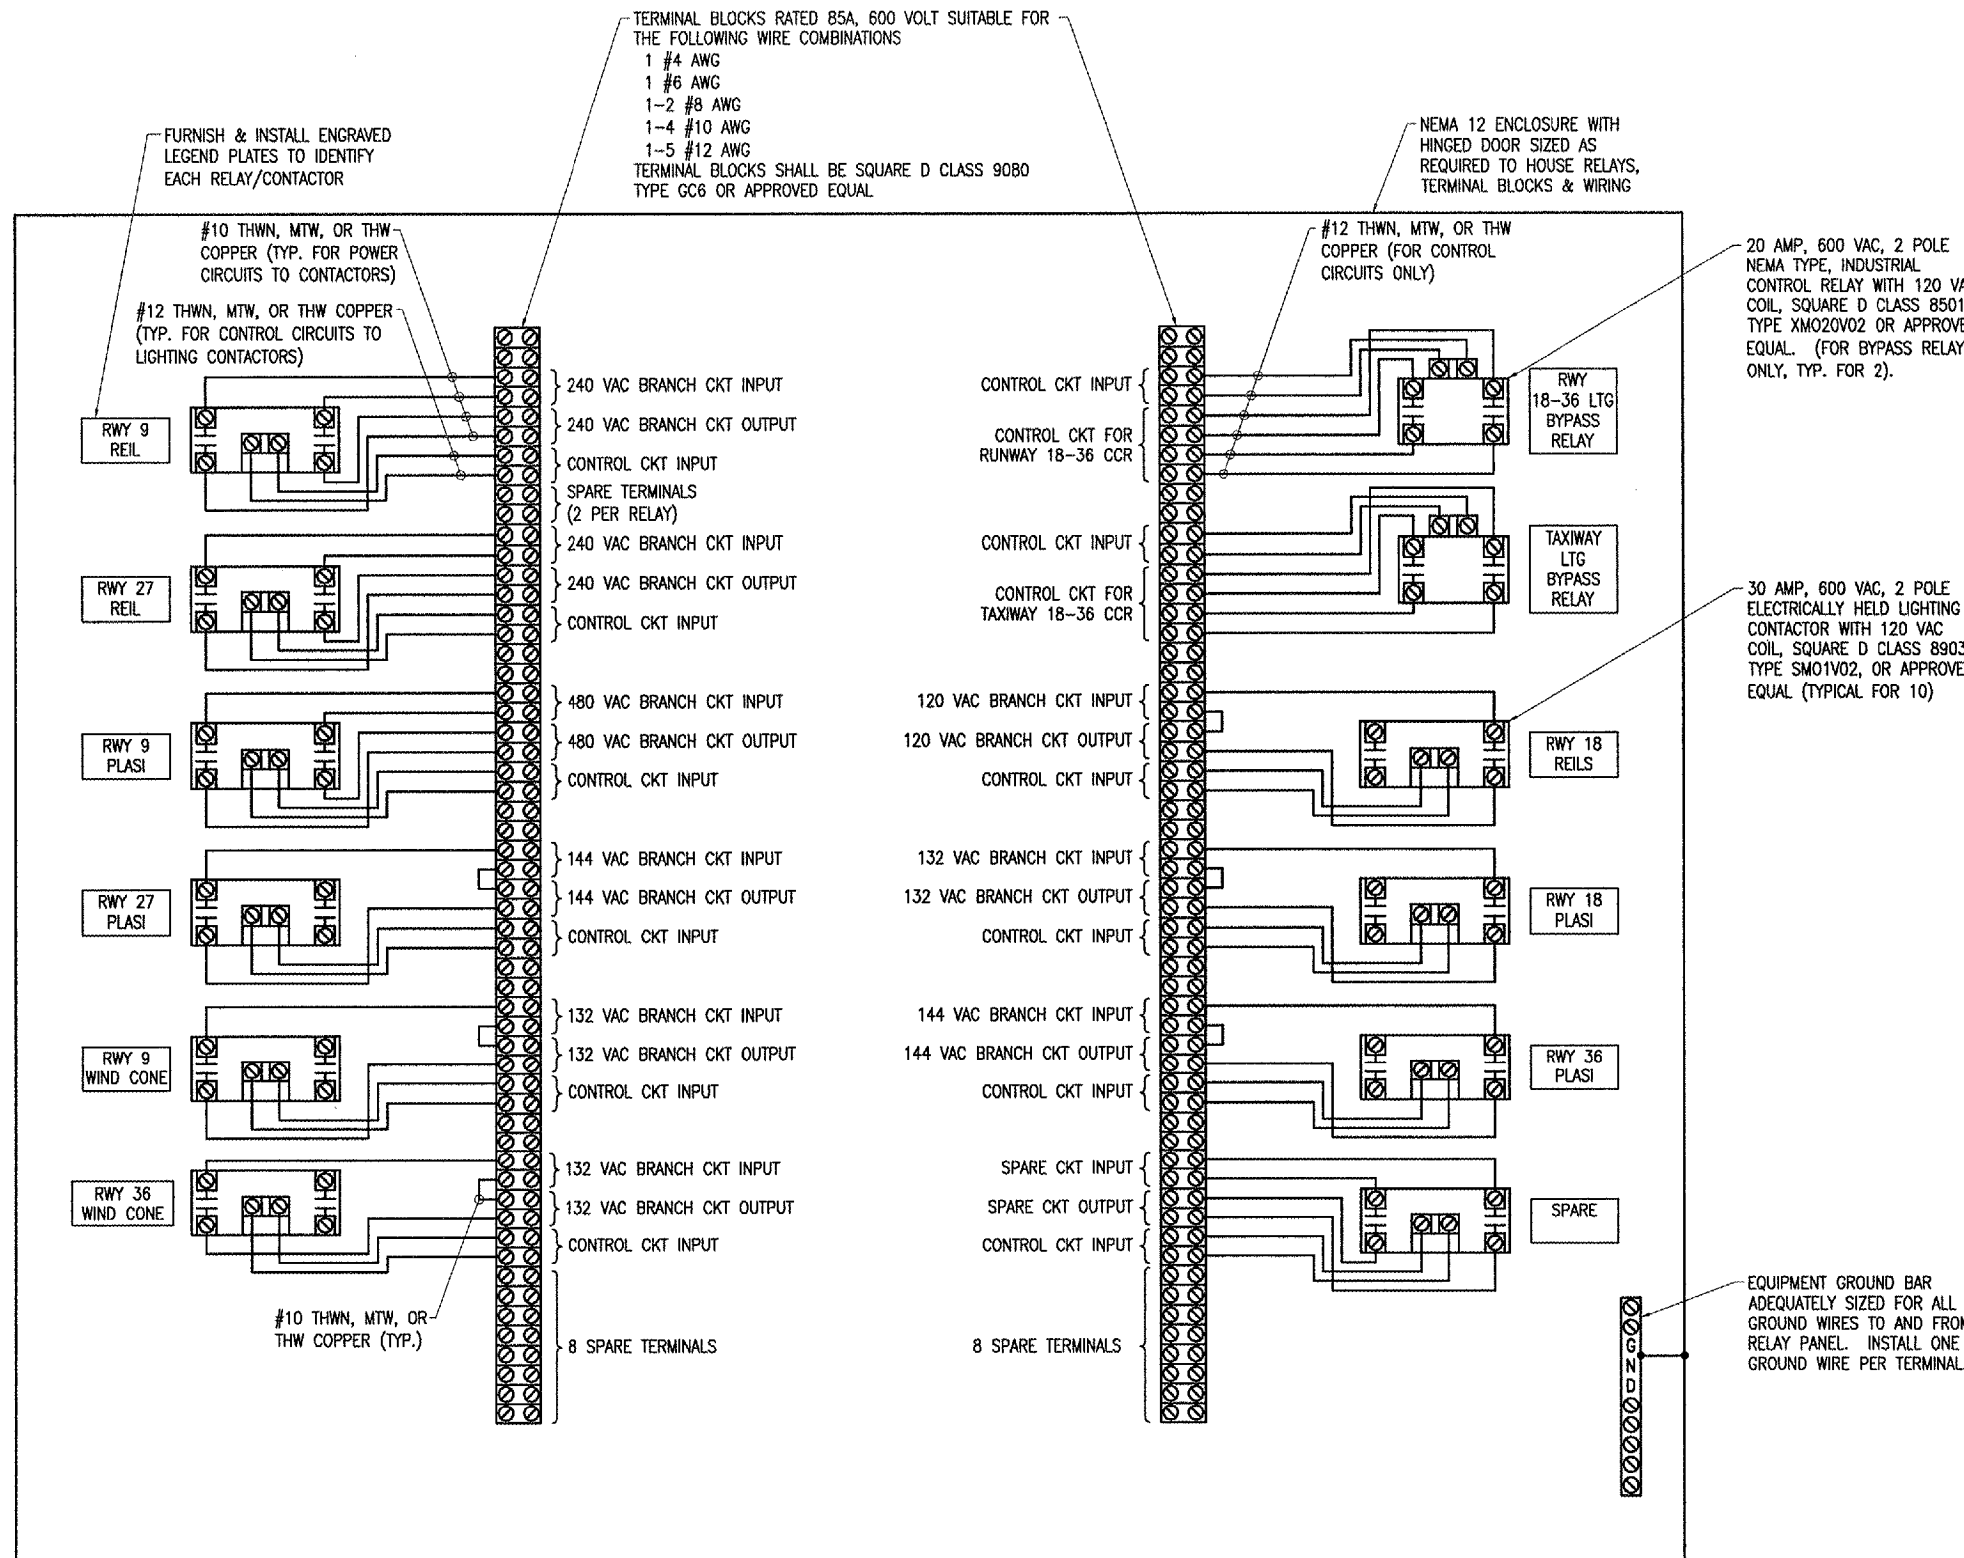 TERMINAL BLOCKS RATED 85A, 600 VOLT SUITABLE FOR
THE FOLLOWING WIRE COMBINATIONS
1 #4 AWG
1 #6 AWG
1-2 #8 AWG
1-4 #10 AWG
1-5 #12 AWG
TERMINAL BLOCKS SHALL BE SQUARE D CLASS 9080
TYPE GC6 OR APPROVED EQUAL
FURNISH & INSTALL ENGRAVED
LEGEND PLATES TO IDENTIFY
EACH RELAY/CONTACTOR
NEMA 12 ENCLOSURE WITH
HINGED DOOR SIZED AS
REQUIRED TO HOUSE RELAYS,
TERMINAL BLOCKS & WIRING
#10 THWN, MTW, OR THW
COPPER (TYP. FOR POWER
CIRCUITS TO CONTACTORS)
#12 THWN, MTW, OR THW COPPER
(TYP. FOR CONTROL CIRCUITS TO
LIGHTING CONTACTORS)
#12 THWN, MTW, OR THW
COPPER (FOR CONTROL
CIRCUITS ONLY)
20 AMP, 600 VAC, 2 POLE
NEMA TYPE, INDUSTRIAL
CONTROL RELAY WITH 120 VA
COIL, SQUARE D CLASS 8501
TYPE XMO20V02 OR APPROVE
EQUAL. (FOR BYPASS RELAY
ONLY, TYP. FOR 2).
RWY 9
REIL
240 VAC BRANCH CKT INPUT
240 VAC BRANCH CKT OUTPUT
CONTROL CKT INPUT
SPARE TERMINALS
(2 PER RELAY)
RWY 27
REIL
240 VAC BRANCH CKT INPUT
240 VAC BRANCH CKT OUTPUT
CONTROL CKT INPUT
RWY 9
PLASI
480 VAC BRANCH CKT INPUT
480 VAC BRANCH CKT OUTPUT
CONTROL CKT INPUT
RWY 27
PLASI
144 VAC BRANCH CKT INPUT
144 VAC BRANCH CKT OUTPUT
CONTROL CKT INPUT
RWY 9
WIND CONE
132 VAC BRANCH CKT INPUT
132 VAC BRANCH CKT OUTPUT
CONTROL CKT INPUT
RWY 36
WIND CONE
132 VAC BRANCH CKT INPUT
132 VAC BRANCH CKT OUTPUT
CONTROL CKT INPUT
#10 THWN, MTW, OR
THW COPPER (TYP.)
8 SPARE TERMINALS
CONTROL CKT INPUT
CONTROL CKT FOR
RUNWAY 18-36 CCR
RWY
18-36 LTG
BYPASS
RELAY
CONTROL CKT INPUT
CONTROL CKT FOR
TAXIWAY 18-36 CCR
TAXIWAY
LTG
BYPASS
RELAY
30 AMP, 600 VAC, 2 POLE
ELECTRICALLY HELD LIGHTING
CONTACTOR WITH 120 VAC
COIL, SQUARE D CLASS 8903
TYPE SMO1V02, OR APPROVE
EQUAL (TYPICAL FOR 10)
120 VAC BRANCH CKT INPUT
120 VAC BRANCH CKT OUTPUT
CONTROL CKT INPUT
RWY 18
REILS
132 VAC BRANCH CKT INPUT
132 VAC BRANCH CKT OUTPUT
CONTROL CKT INPUT
RWY 18
PLASI
144 VAC BRANCH CKT INPUT
144 VAC BRANCH CKT OUTPUT
CONTROL CKT INPUT
RWY 36
PLASI
SPARE CKT INPUT
SPARE CKT OUTPUT
CONTROL CKT INPUT
SPARE
8 SPARE TERMINALS
EQUIPMENT GROUND BAR
ADEQUATELY SIZED FOR ALL
GROUND WIRES TO AND FROM
RELAY PANEL. INSTALL ONE
GROUND WIRE PER TERMINAL
GND